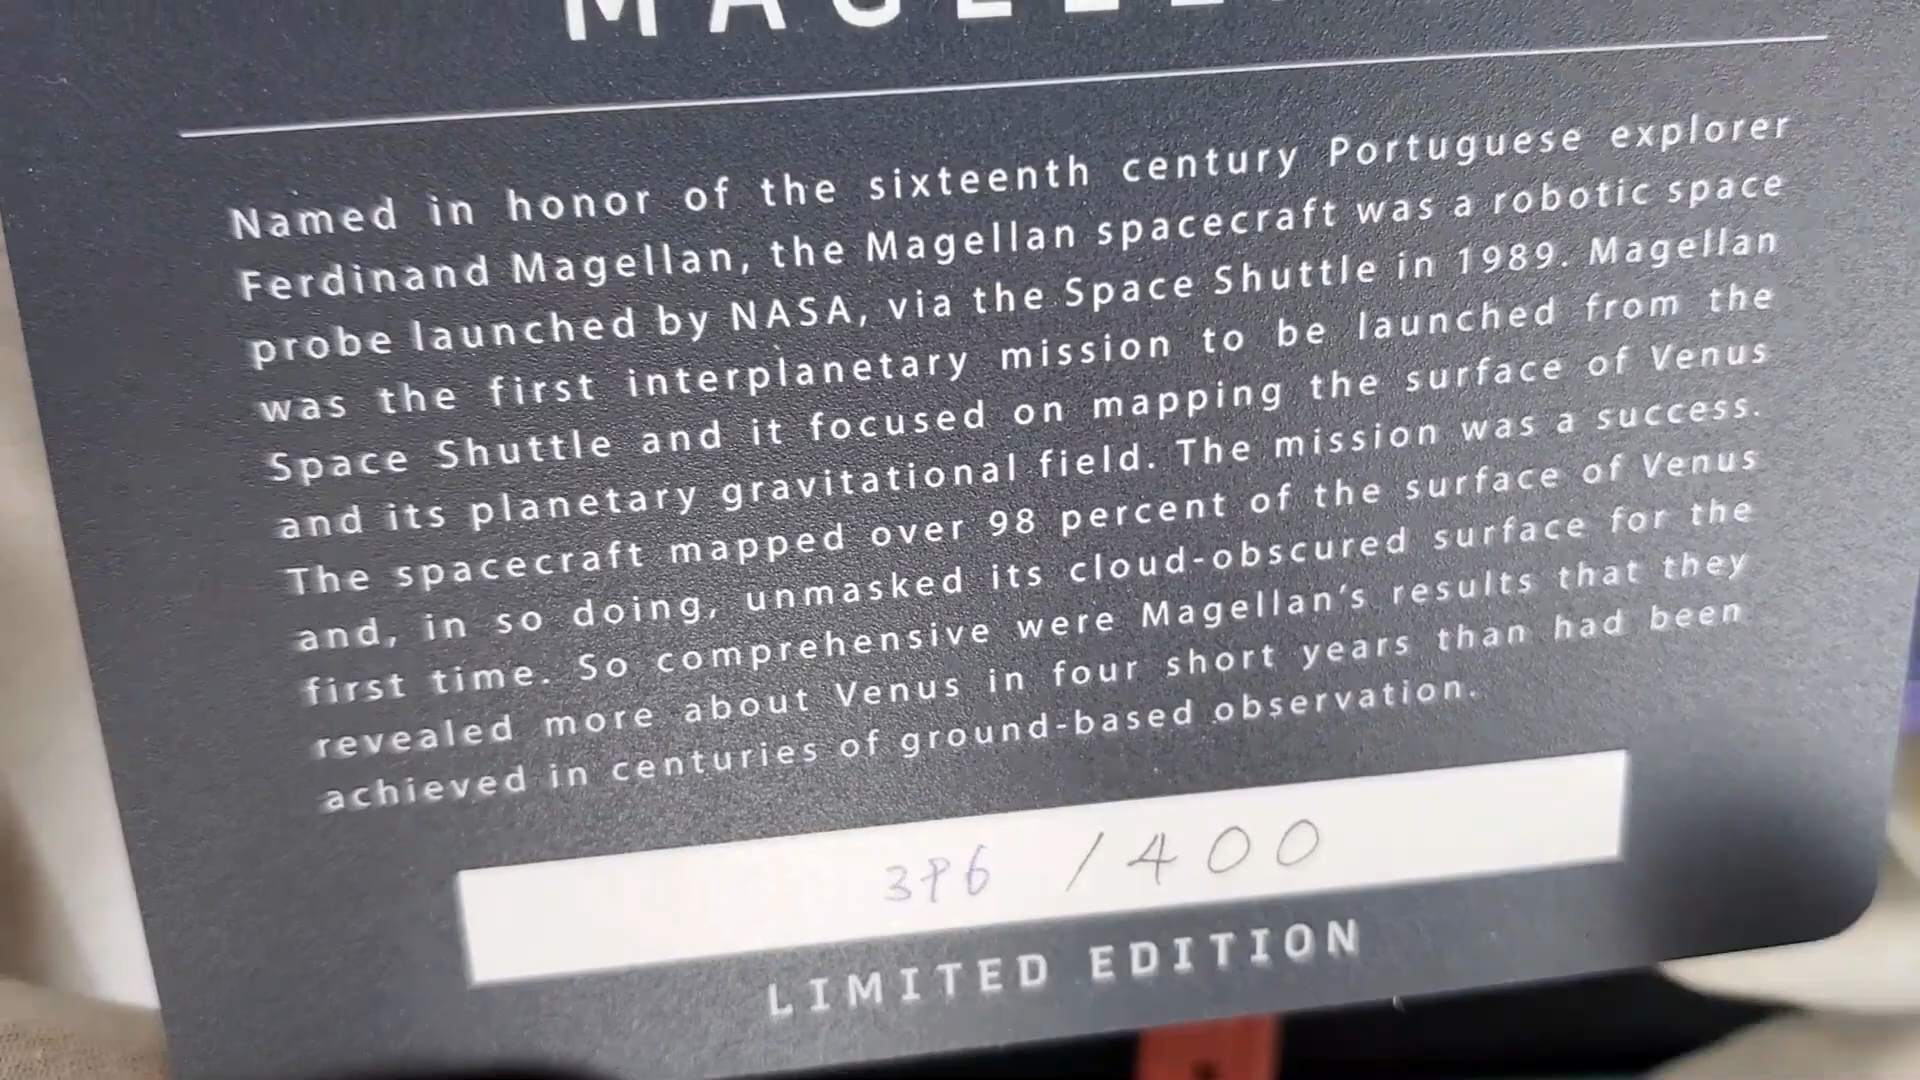 MAGELL
Named in honor of the sixteenth century Portuguese explorer
Ferdinand Magellan, the Magellan spacecraft was a robotic space
probe launched by NASA, via the Space Shuttle in 1989. Magellan
was the first interplanetary mission to be launched from the
Space Shuttle and it focused on mapping the surface of Venus
and its planetary gravitational field. The mission was a success.
The spacecraft mapped over 98 percent of the surface of Venus
and, in so doing, unmasked its cloud-obscured surface for the
first time. So comprehensive were Magellan's results that they
revealed more about Venus in four short years than had been
achieved in centuries of ground-based observation.
396 /400
LIMITED EDITION